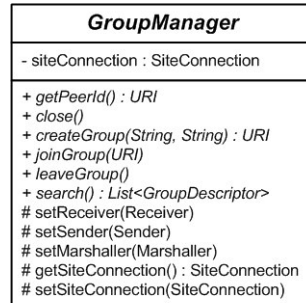 GroupManager
- siteConnection : SiteConnection
+ getPeerId() : URI
+ close()
+ createGroup(String, String) : URI
+ joinGroup(URI)
+ leaveGroup()
+ search() : List<GroupDescriptor>
# setReceiver(Receiver)
# setSender(Sender)
# setMarshaller(Marshaller)
# getSiteConnection() : SiteConnection
# setSiteConnection(SiteConnection)